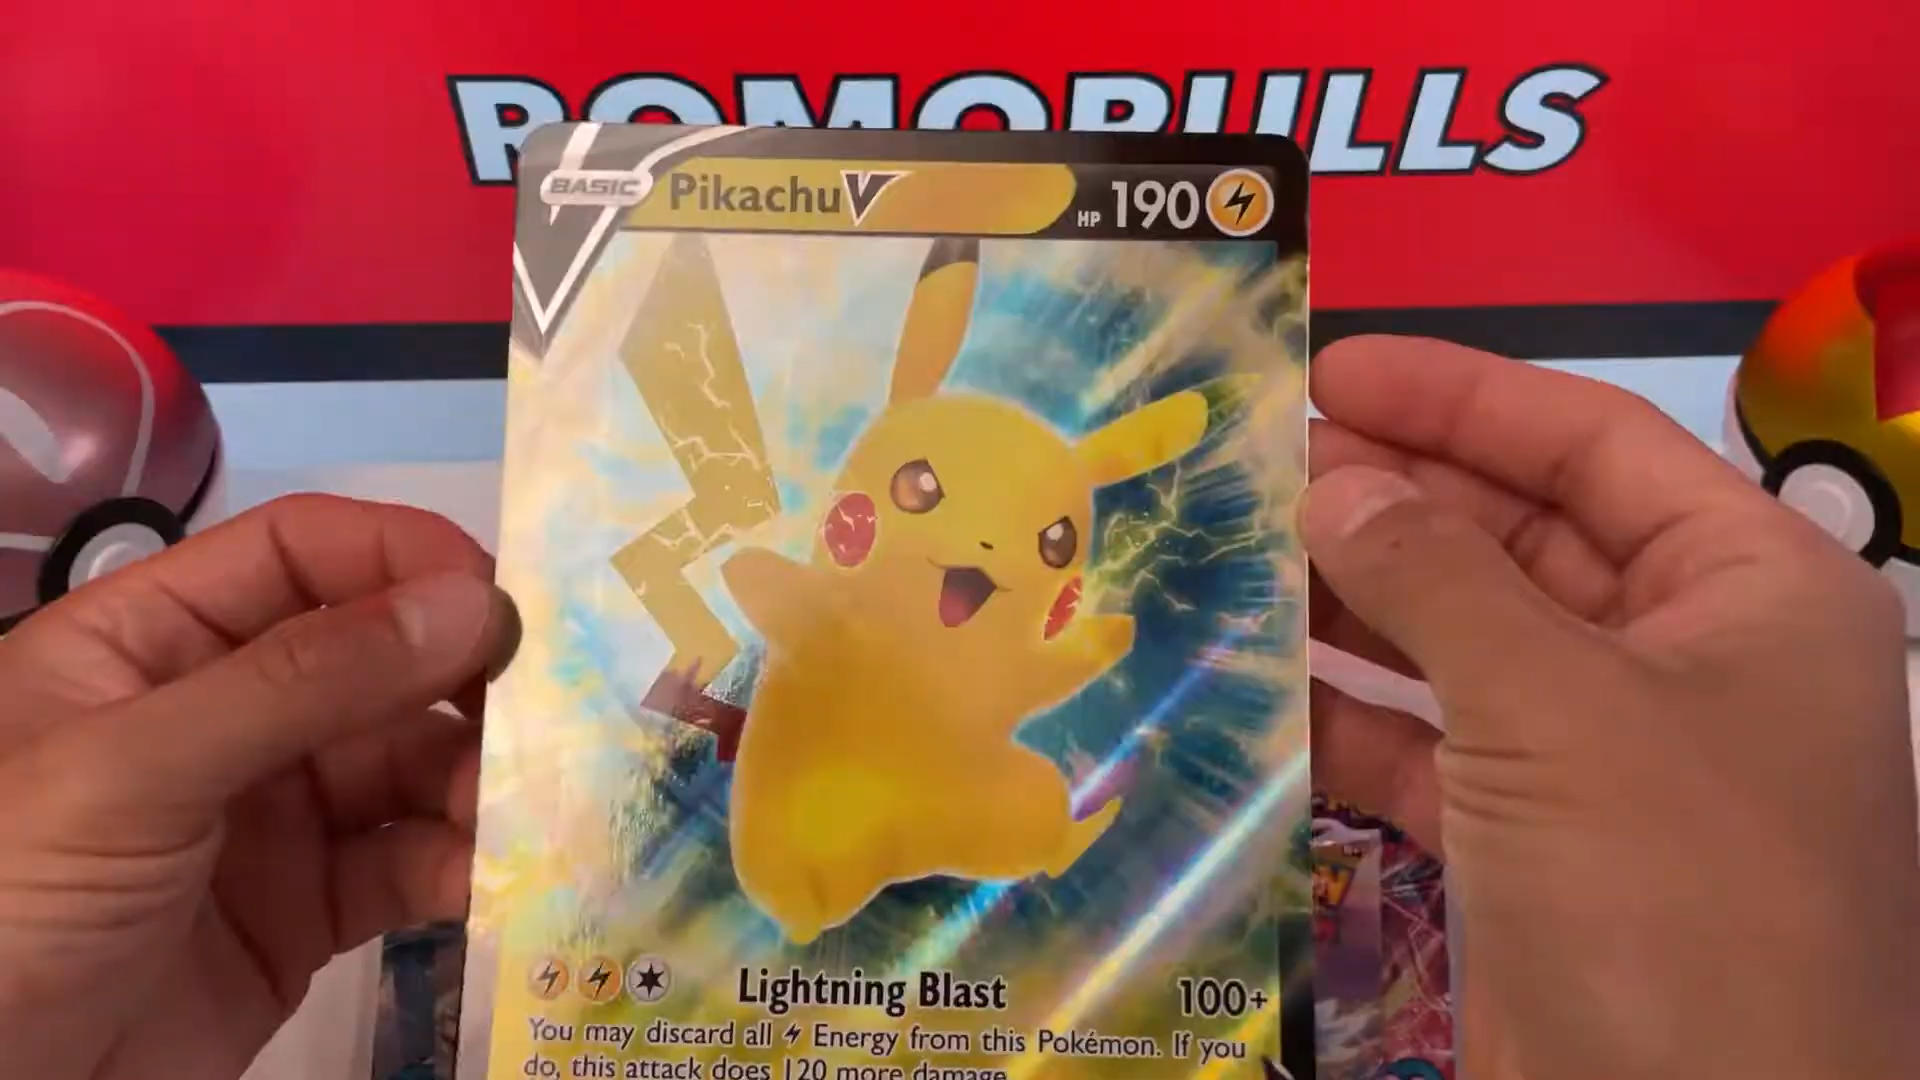 ROMOPULLS
BASIC
Pikachu V
HP 190
Lightning Blast 100+
You may discard all Energy from this Pokémon. If you
do, this attack does 120 more damage